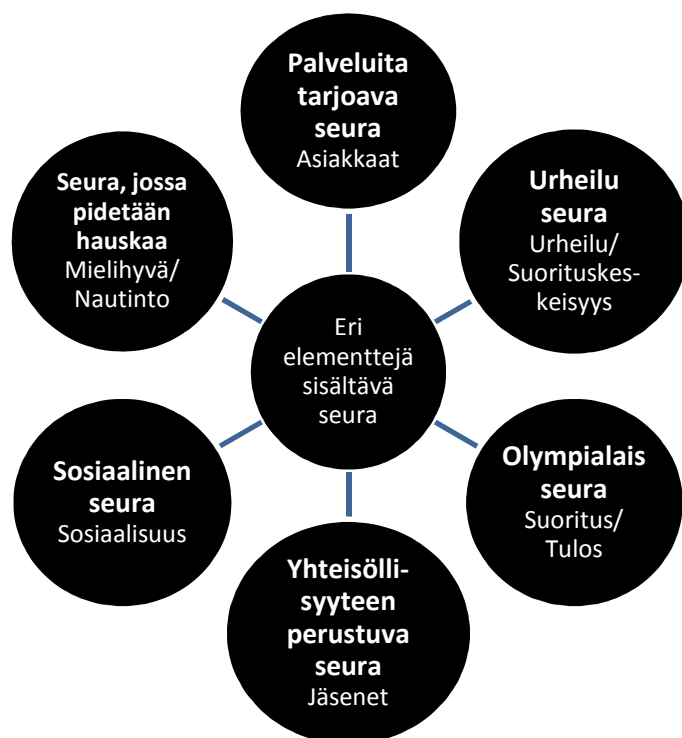 Palveluita
tarjoava
seura
Asiakkaat
Urheilu
seura
Urheilu/
Suorituskes-
keisyys
Olympialais
seura
Suoritus/
Tulos
Yhteisölli-
syyteen
perustuva
seura
Jäsenet
Sosiaalinen
seura
Sosiaalisuus
Seura, jossa
pidetään
hauskaa
Mielihyvä/
Nautinto
Eri
elementtejä
sisältävä
seura